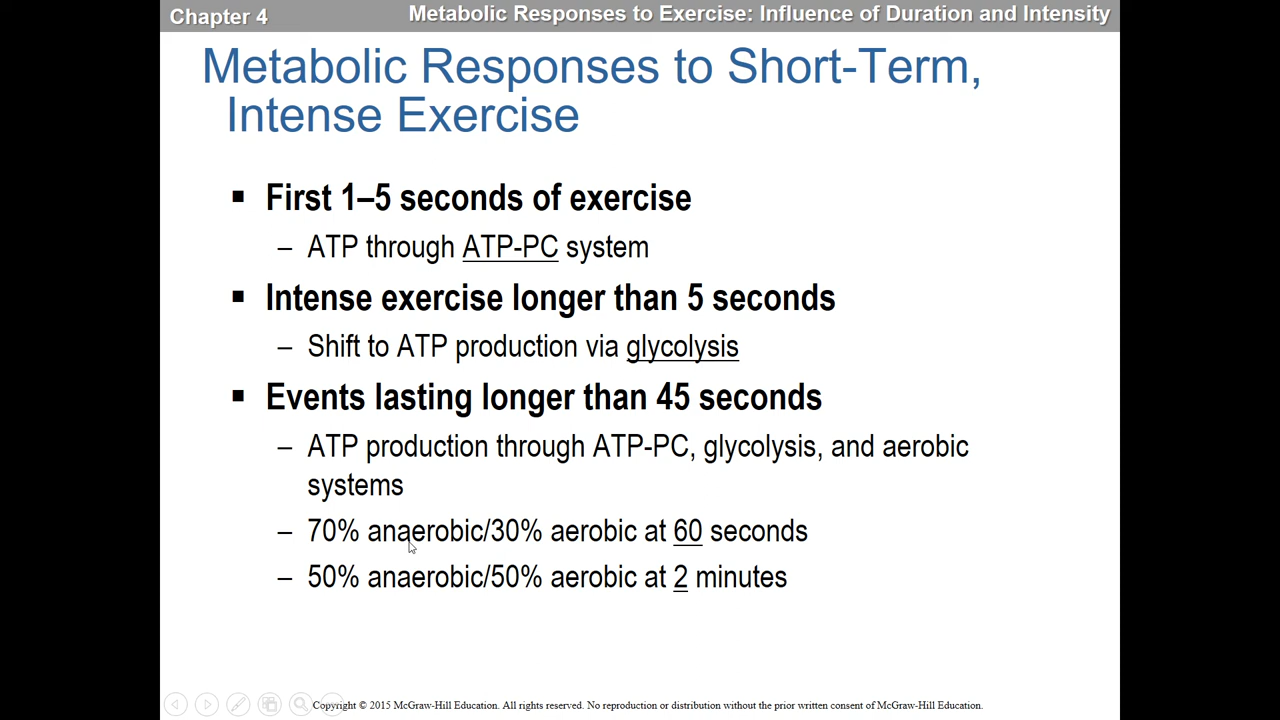 Chapter 4
Metabolic Responses to Exercise: Influence of Duration and Intensity
Metabolic Responses to Short-Term,
Intense Exercise
▪ First 1–5 seconds of exercise
– ATP through ATP-PC system
▪ Intense exercise longer than 5 seconds
– Shift to ATP production via glycolysis
▪ Events lasting longer than 45 seconds
– ATP production through ATP-PC, glycolysis, and aerobic
systems
– 70% anaerobic/30% aerobic at 60 seconds
– 50% anaerobic/50% aerobic at 2 minutes
Copyright © 2015 McGraw-Hill Education. All rights reserved. No reproduction or distribution without the prior written consent of McGraw-Hill Education.